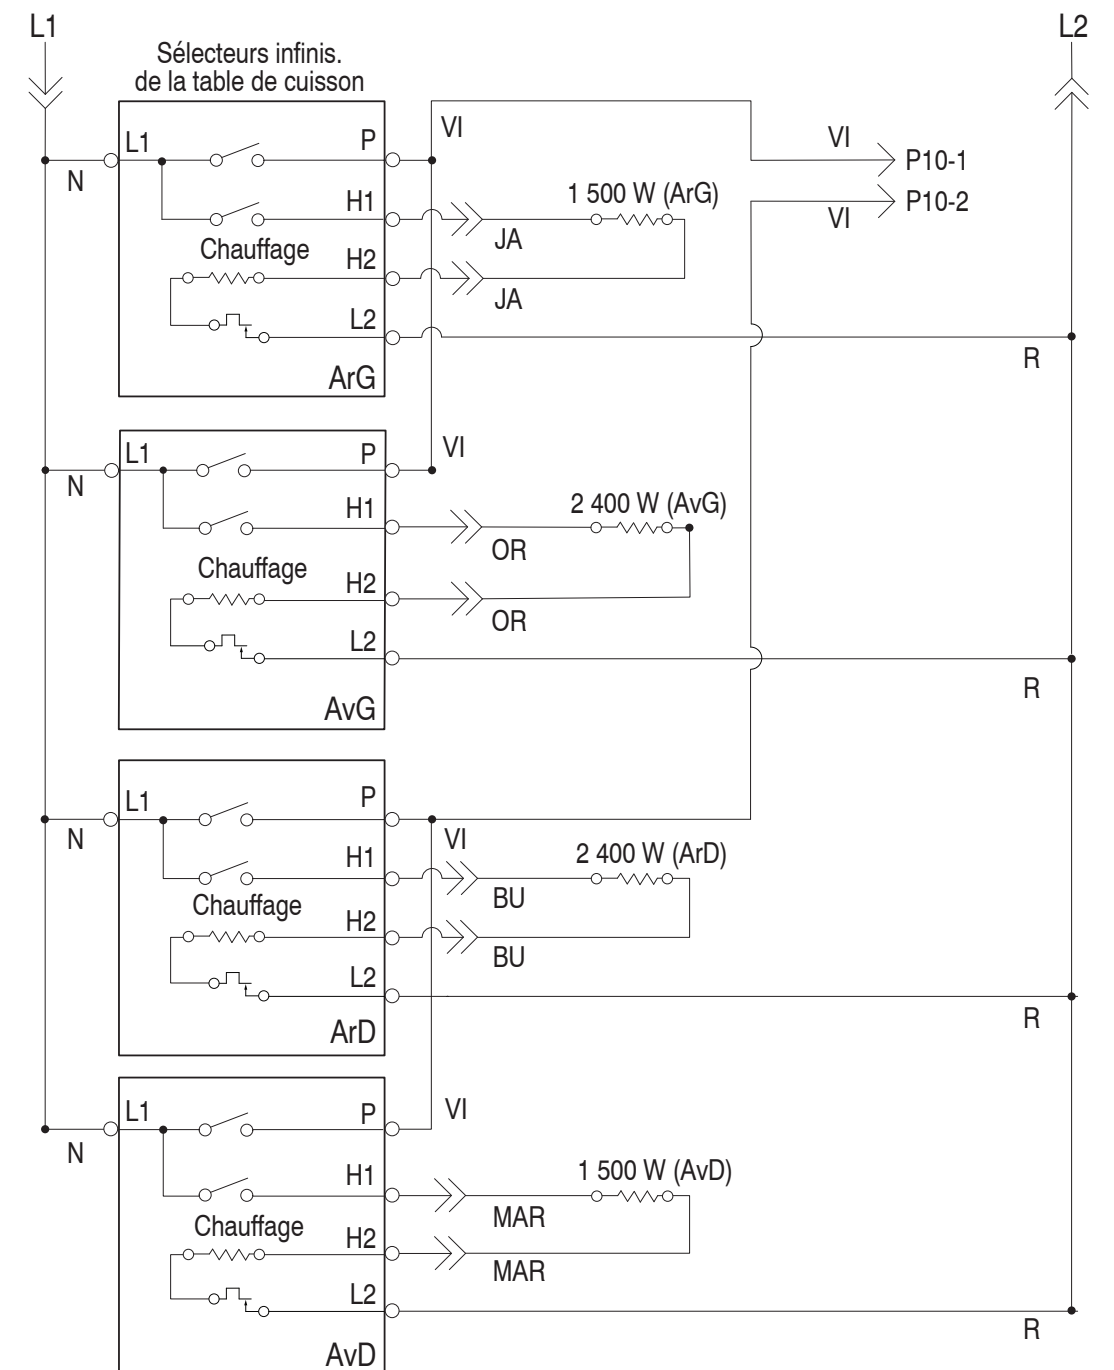 L1
L2
Sélecteurs infinis.
de la table de cuisson
L1
P
VI
VI
P10-1
N
H1
1 500 W (ArG)
P10-2
VI
JA
Chauffage
H2
JA
L2
R
ArG
L1
P
VI
N
H1
2 400 W (AvG)
OR
Chauffage
H2
OR
L2
R
AvG
L1
P
N
VI
H1
2 400 W (ArD)
BU
Chauffage
H2
BU
L2
R
ArD
L1
P
VI
N
H1
1 500 W (AvD)
MAR
Chauffage
H2
MAR
L2
R
AvD